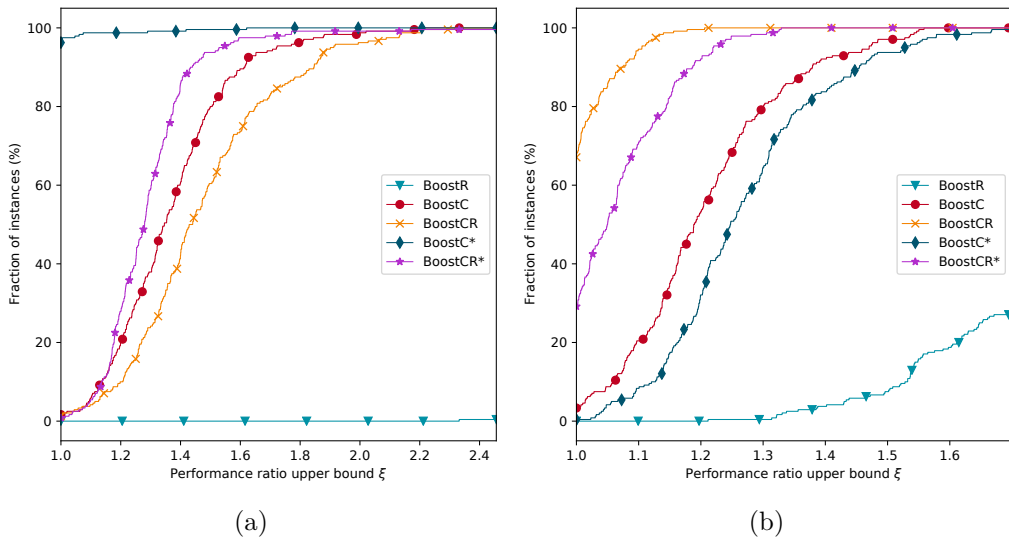 Fraction of instances (%)
100
80
60
40
20
0
BoostR
BoostC
BoostCR
BoostC*
BoostCR*
1.0 1.2 1.4 1.6 1.8 2.0 2.2 2.4
Performance ratio upper bound ξ
(a)
Fraction of instances (%)
100
80
60
40
20
0
BoostR
BoostC
BoostCR
BoostC*
BoostCR*
1.0 1.1 1.2 1.3 1.4 1.5 1.6
Performance ratio upper bound ξ
(b)